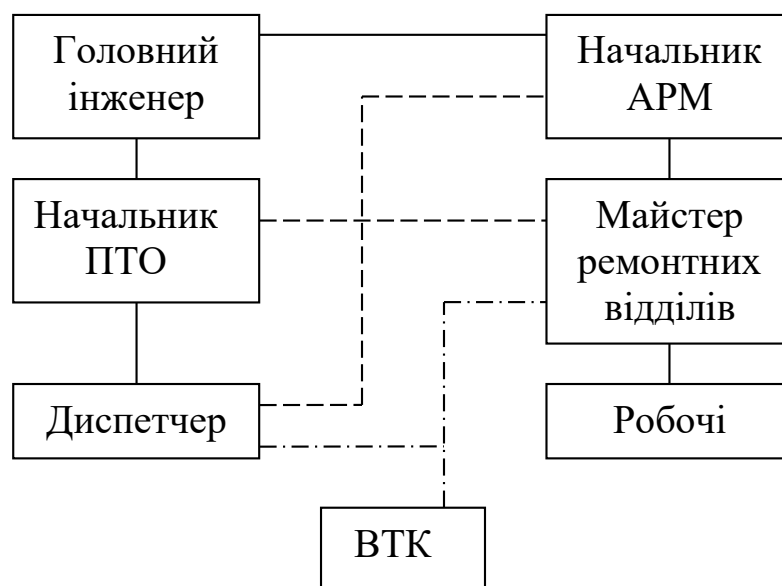 Головний
інженер
Начальник
АРМ
Начальник
ПТО
Майстер
ремонтних
відділів
Диспетчер
Робочі
ВТК